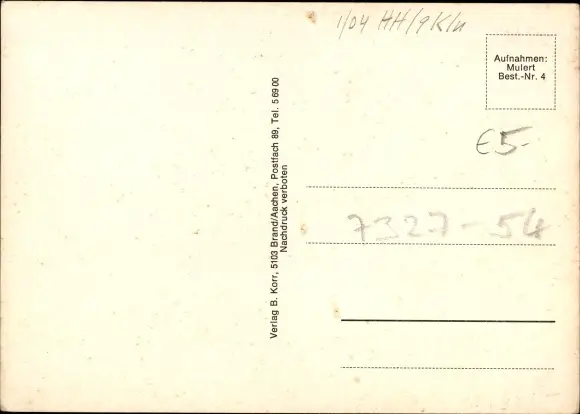 1/04 HH/9K/n
Aufnahmen:
Mulert
Best.-Nr. 4
€5-
Verlag B. Korr, 5103 Brand/Aachen, Postfach 89, Tel. 5 69 00
Nachdruck verboten
7327-54